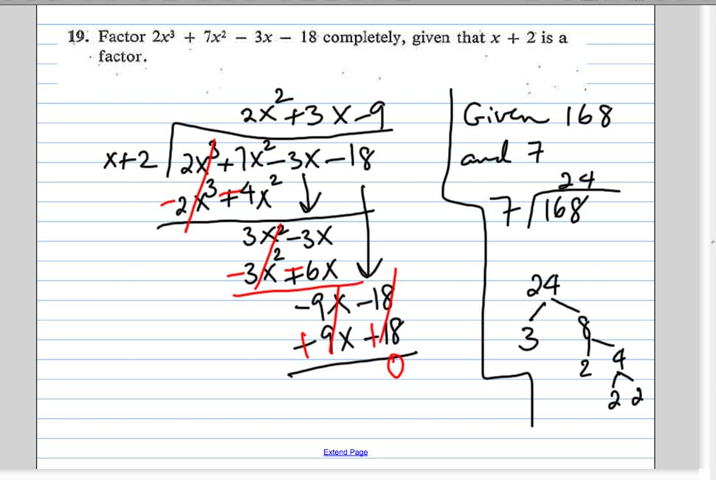 19. Factor 2x³ + 7x² − 3x − 18 completely, given that x + 2 is a
factor.
2x²+3x-9
x+2 2x³+7x²-3x-18
-2x³∓4x²
3x²-3x
-3x²∓6x
-9x-18
+9x+18
0
Given 168
and 7
24
7 168
24
3 8
2 4
2 2
Extend Page